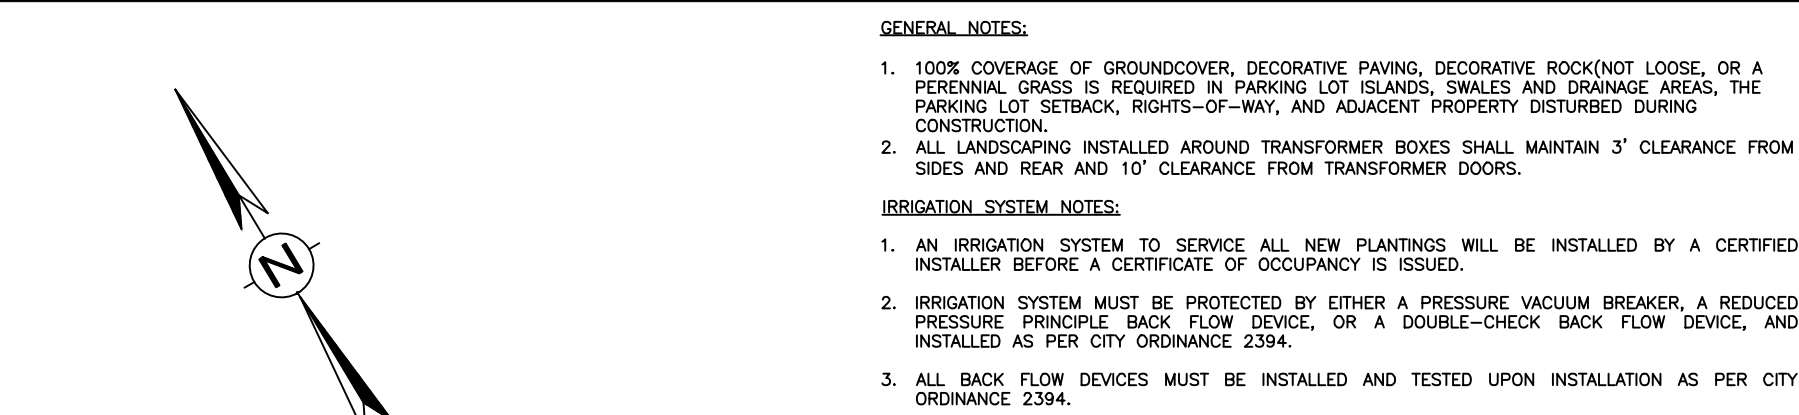 GENERAL NOTES:
1. 100% COVERAGE OF GROUNDCOVER, DECORATIVE PAVING, DECORATIVE ROCK(NOT LOOSE, OR A
PERENNIAL GRASS IS REQUIRED IN PARKING LOT ISLANDS, SWALES AND DRAINAGE AREAS, THE
PARKING LOT SETBACK, RIGHTS-OF-WAY, AND ADJACENT PROPERTY DISTURBED DURING
CONSTRUCTION.
2. ALL LANDSCAPING INSTALLED AROUND TRANSFORMER BOXES SHALL MAINTAIN 3' CLEARANCE FROM
SIDES AND REAR AND 10' CLEARANCE FROM TRANSFORMER DOORS.
IRRIGATION SYSTEM NOTES:
1. AN IRRIGATION SYSTEM TO SERVICE ALL NEW PLANTINGS WILL BE INSTALLED BY A CERTIFIED
INSTALLER BEFORE A CERTIFICATE OF OCCUPANCY IS ISSUED.
2. IRRIGATION SYSTEM MUST BE PROTECTED BY EITHER A PRESSURE VACUUM BREAKER, A REDUCED
PRESSURE PRINCIPLE BACK FLOW DEVICE, OR A DOUBLE-CHECK BACK FLOW DEVICE, AND
INSTALLED AS PER CITY ORDINANCE 2394.
3. ALL BACK FLOW DEVICES MUST BE INSTALLED AND TESTED UPON INSTALLATION AS PER CITY
ORDINANCE 2394.
N